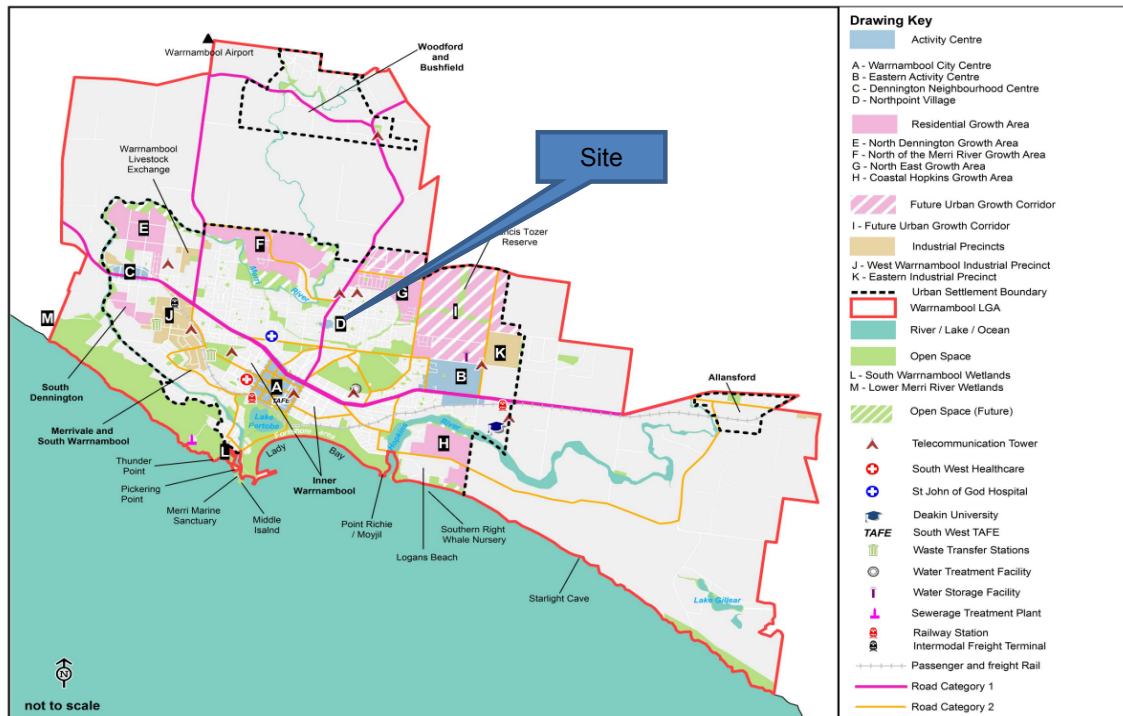 Warrnambool Airport
Woodford
and
Bushfield
Site
Warrnambool
Livestock
Exchange
ncis Tozer
Reserve
E
F
C
Merri
River
G
I
D
M
J
K
B
A
TAFE
South
Dennington
Allansford
Merrivale and
South Warrnambool
Lake
Pertobe
Hopkins
River
H
L
Lady
Bay
Thunder
Point
Pickering
Point
Inner
Warrnambool
Merri Marine
Sanctuary
Middle
Isalnd
Point Richie
/ Moyjil
Southern Right
Whale Nursery
Logans Beach
Starlight Cave
Lake Gillear
N
not to scale
Drawing Key
Activity Centre
A - Warrnambool City Centre
B - Eastern Activity Centre
C - Dennington Neighbourhood Centre
D - Northpoint Village
Residential Growth Area
E - North Dennington Growth Area
F - North of the Merri River Growth Area
G - North East Growth Area
H - Coastal Hopkins Growth Area
Future Urban Growth Corridor
I - Future Urban Growth Corridor
Industrial Precincts
J - West Warrnambool Industrial Precinct
K - Eastern Industrial Precinct
Urban Settlement Boundary
Warrnambool LGA
River / Lake / Ocean
Open Space
L - South Warrnambool Wetlands
M - Lower Merri River Wetlands
Open Space (Future)
Telecommunication Tower
South West Healthcare
St John of God Hospital
Deakin University
TAFE South West TAFE
Waste Transfer Stations
Water Treatment Facility
Water Storage Facility
Sewerage Treatment Plant
Railway Station
Intermodal Freight Terminal
Passenger and freight Rail
Road Category 1
Road Category 2